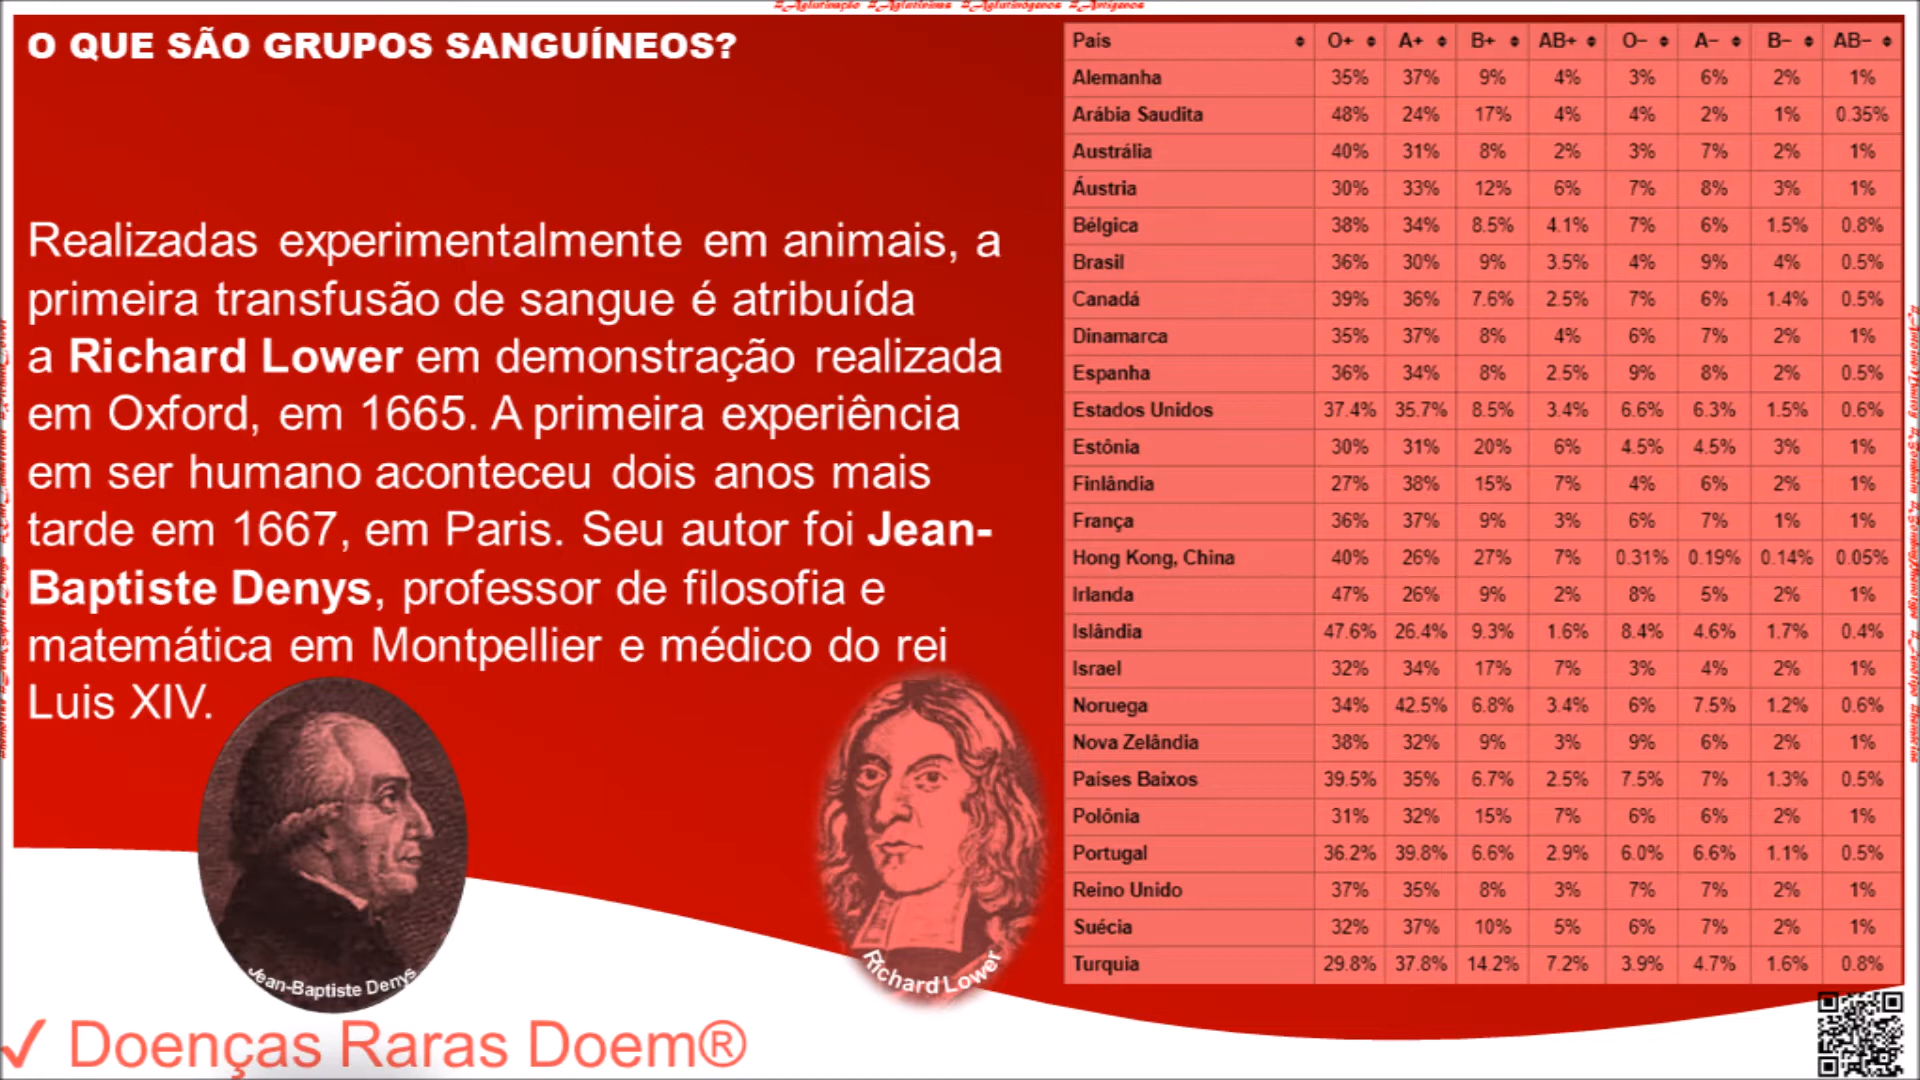 #Aglutinação #Aglutininas #Aglutinógenos #Antígenos
O QUE SÃO GRUPOS SANGUÍNEOS?
Realizadas experimentalmente em animais, a
primeira transfusão de sangue é atribuída
a Richard Lower em demonstração realizada
em Oxford, em 1665. A primeira experiência
em ser humano aconteceu dois anos mais
tarde em 1667, em Paris. Seu autor foi Jean-
Baptiste Denys, professor de filosofia e
matemática em Montpellier e médico do rei
Luis XIV.
Jean-Baptiste Denys
Richard Lower
✓ Doenças Raras Doem®
País O+ A+ B+ AB+ O− A− B− AB−
Alemanha 35% 37% 9% 4% 3% 6% 2% 1%
Arábia Saudita 48% 24% 17% 4% 4% 2% 1% 0.35%
Austrália 40% 31% 8% 2% 3% 7% 2% 1%
Áustria 30% 33% 12% 6% 7% 8% 3% 1%
Bélgica 38% 34% 8.5% 4.1% 7% 6% 1.5% 0.8%
Brasil 36% 30% 9% 3.5% 4% 9% 4% 0.5%
Canadá 39% 36% 7.6% 2.5% 7% 6% 1.4% 0.5%
Dinamarca 35% 37% 8% 4% 6% 7% 2% 1%
Espanha 36% 34% 8% 2.5% 9% 8% 2% 0.5%
Estados Unidos 37.4% 35.7% 8.5% 3.4% 6.6% 6.3% 1.5% 0.6%
Estônia 30% 31% 20% 6% 4.5% 4.5% 3% 1%
Finlândia 27% 38% 15% 7% 4% 6% 2% 1%
França 36% 37% 9% 3% 6% 7% 1% 1%
Hong Kong, China 40% 26% 27% 7% 0.31% 0.19% 0.14% 0.05%
Irlanda 47% 26% 9% 2% 8% 5% 2% 1%
Islândia 47.6% 26.4% 9.3% 1.6% 8.4% 4.6% 1.7% 0.4%
Israel 32% 34% 17% 7% 3% 4% 2% 1%
Noruega 34% 42.5% 6.8% 3.4% 6% 7.5% 1.2% 0.6%
Nova Zelândia 38% 32% 9% 3% 9% 6% 2% 1%
Países Baixos 39.5% 35% 6.7% 2.5% 7.5% 7% 1.3% 0.5%
Polônia 31% 32% 15% 7% 6% 6% 2% 1%
Portugal 36.2% 39.8% 6.6% 2.9% 6.0% 6.6% 1.1% 0.5%
Reino Unido 37% 35% 8% 3% 7% 7% 2% 1%
Suécia 32% 37% 10% 5% 6% 7% 2% 1%
Turquia 29.8% 37.8% 14.2% 7.2% 3.9% 4.7% 1.6% 0.8%